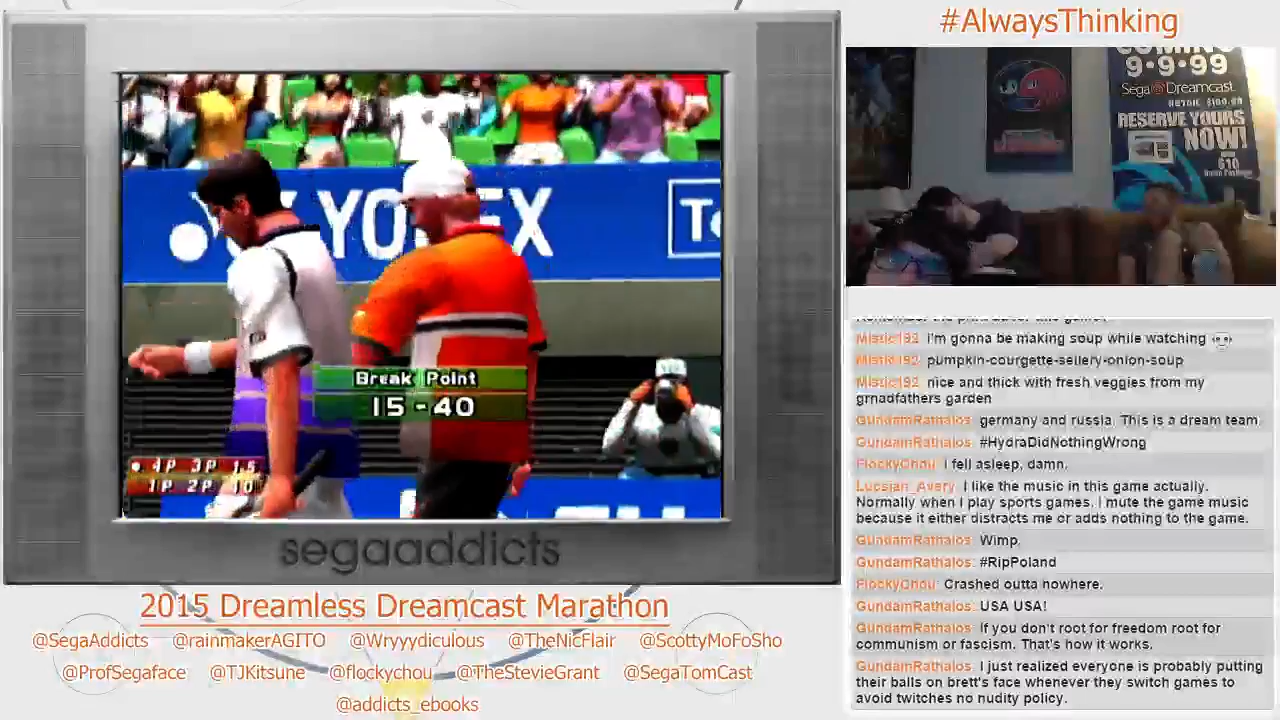 #AlwaysThinking
COMING
9·9·99
Sega Dreamcast
RESERVE YOURS
NOW!
$10
YONEX
Break Point
15 - 40
4P 3P 15
1P 2P 40
segaaddicts
Mistic192: i'm gonna be making soup while watching
Mistic192: pumpkin-courgette-sellery-onion-soup
Mistic192: nice and thick with fresh veggies from my
grnadfathers garden
GundamRathalos: germany and russia. This is a dream team.
GundamRathalos: #HydraDidNothingWrong
FlockyChou: I fell asleep, damn.
Lucsian_Avery: I like the music in this game actually.
Normally when I play sports games, I mute the game music
because it either distracts me or adds nothing to the game.
GundamRathalos: Wimp.
GundamRathalos: #RipPoland
FlockyChou: Crashed outta nowhere.
GundamRathalos: USA USA!
GundamRathalos: If you don't root for freedom root for
communism or fascism. That's how it works.
GundamRathalos: I just realized everyone is probably putting
their balls on brett's face whenever they switch games to
avoid twitches no nudity policy.
2015 Dreamless Dreamcast Marathon
@SegaAddicts @rainmakerAGITO @Wryyydiculous @TheNicFlair @ScottyMoFoSho
@ProfSegaface @TJKitsune @flockychou @TheStevieGrant @SegaTomCast
@addicts_ebooks